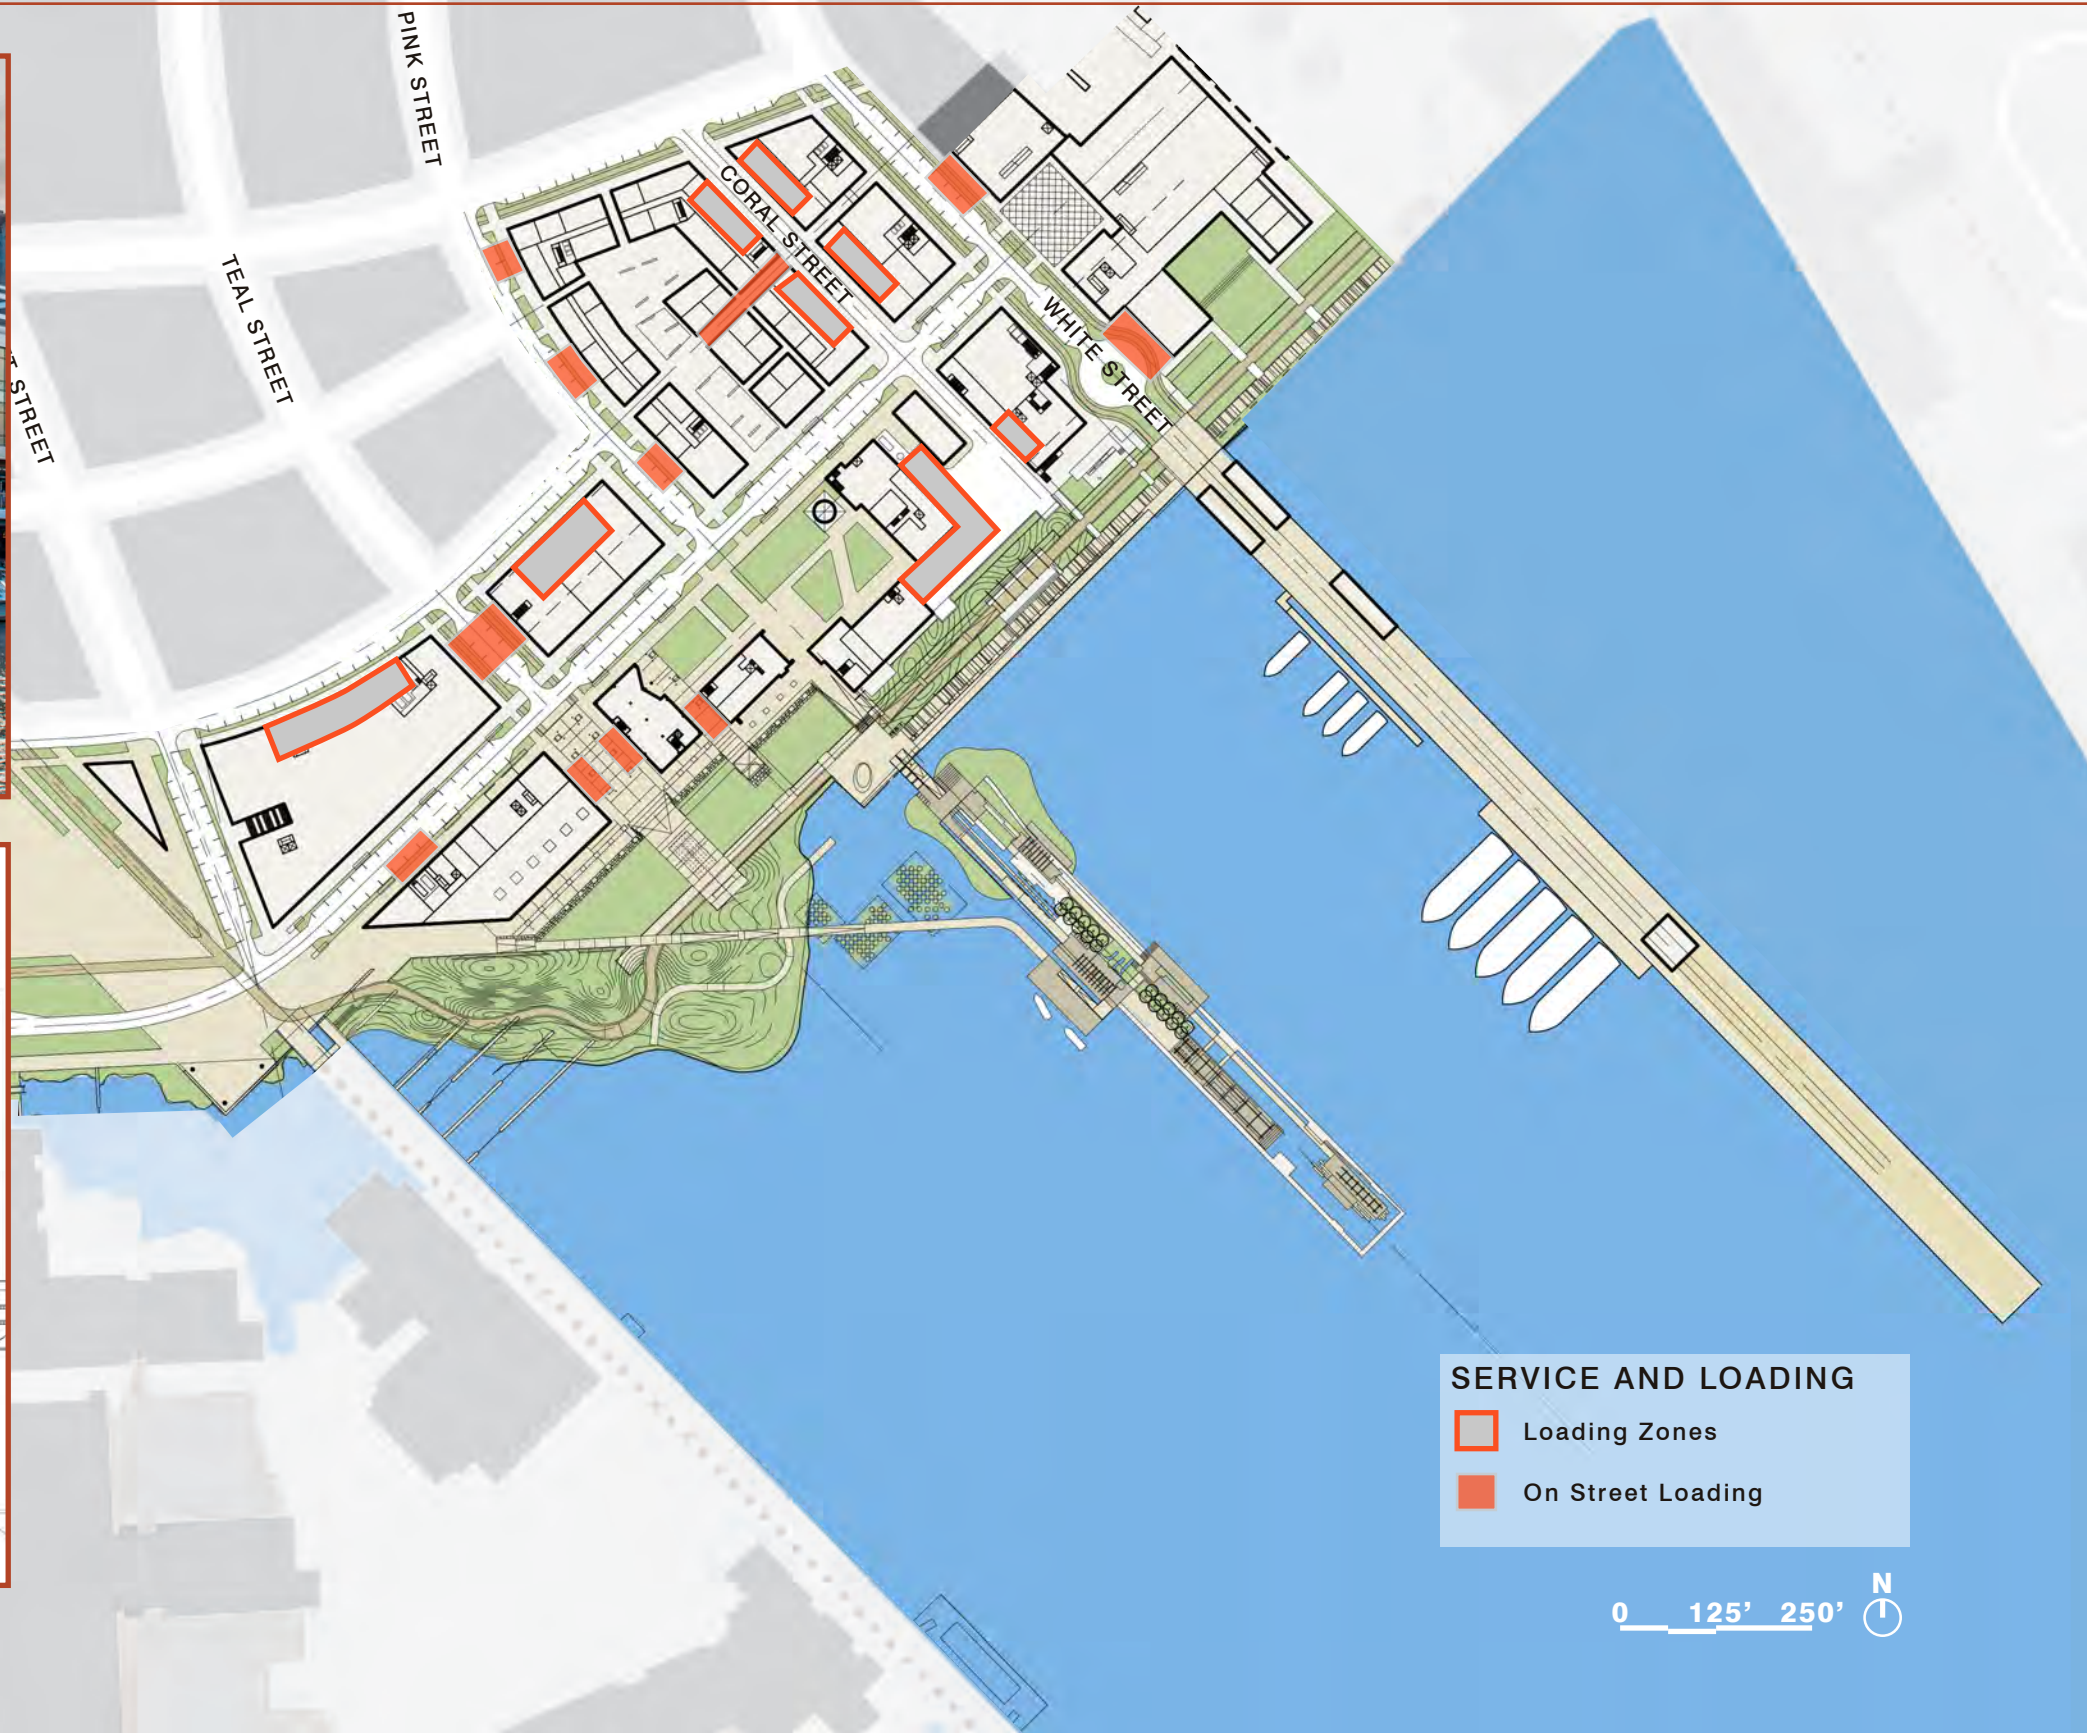 PINK STREET
CORAL STREET
TEAL STREET
WHITE STREET
T STREET
SERVICE AND LOADING
Loading Zones
On Street Loading
N
0 125’ 250’